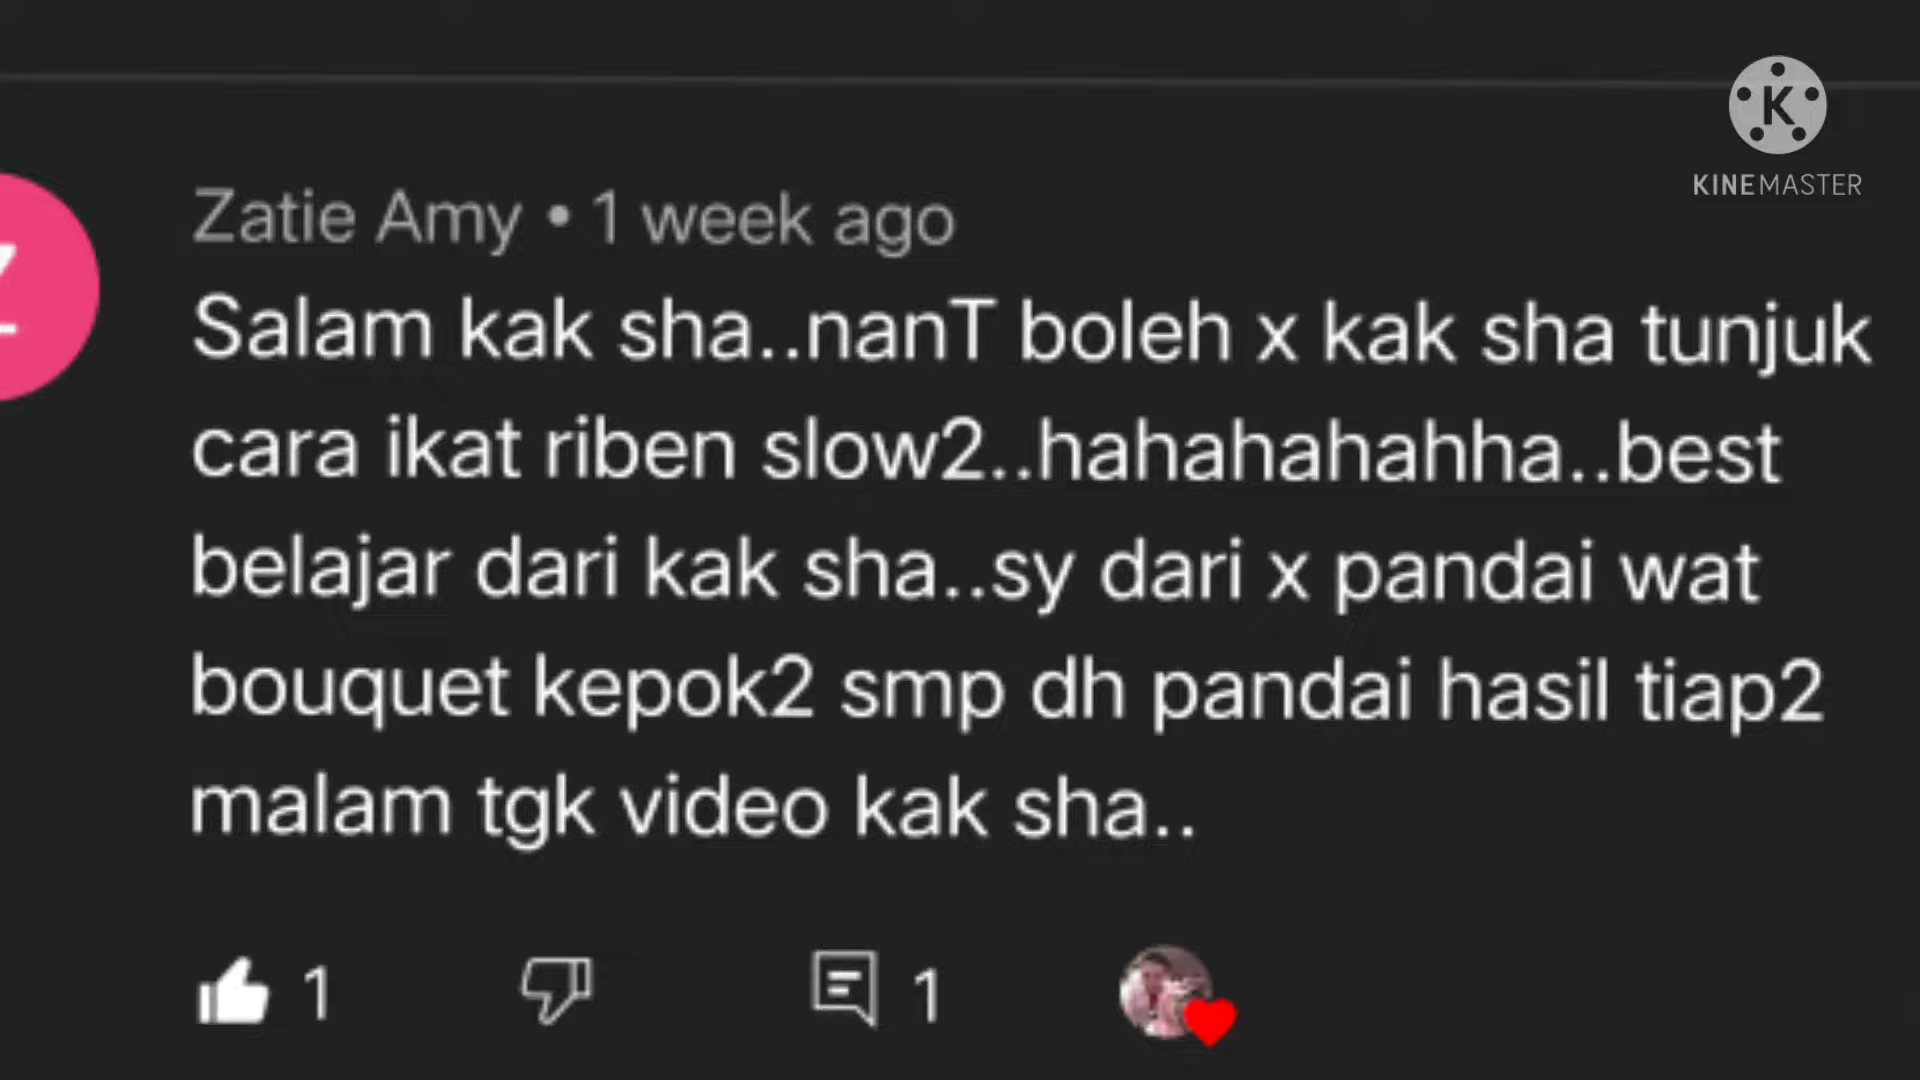 K
KINEMASTER
Zatie Amy • 1 week ago
Salam kak sha..nanT boleh x kak sha tunjuk
cara ikat riben slow2..hahahahahha..best
belajar dari kak sha..sy dari x pandai wat
bouquet kepok2 smp dh pandai hasil tiap2
malam tgk video kak sha..
1
1